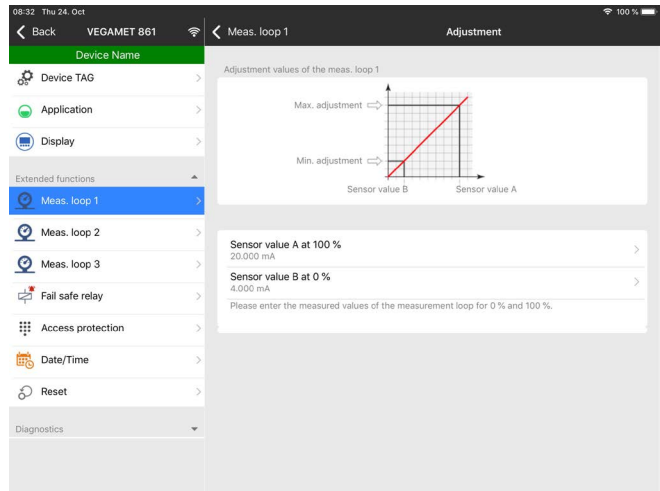 08:32 Thu 24. Oct
100 %
Back VEGAMET 861
Meas. loop 1
Adjustment
Device Name
Device TAG
Application
Display
Extended functions
Meas. loop 1
Meas. loop 2
Meas. loop 3
Fail safe relay
Access protection
Date/Time
Reset
Diagnostics
Adjustment values of the meas. loop 1
Max. adjustment
Min. adjustment
Sensor value B
Sensor value A
Sensor value A at 100 %
20.000 mA
Sensor value B at 0 %
4.000 mA
Please enter the measured values of the measurement loop for 0 % and 100 %.